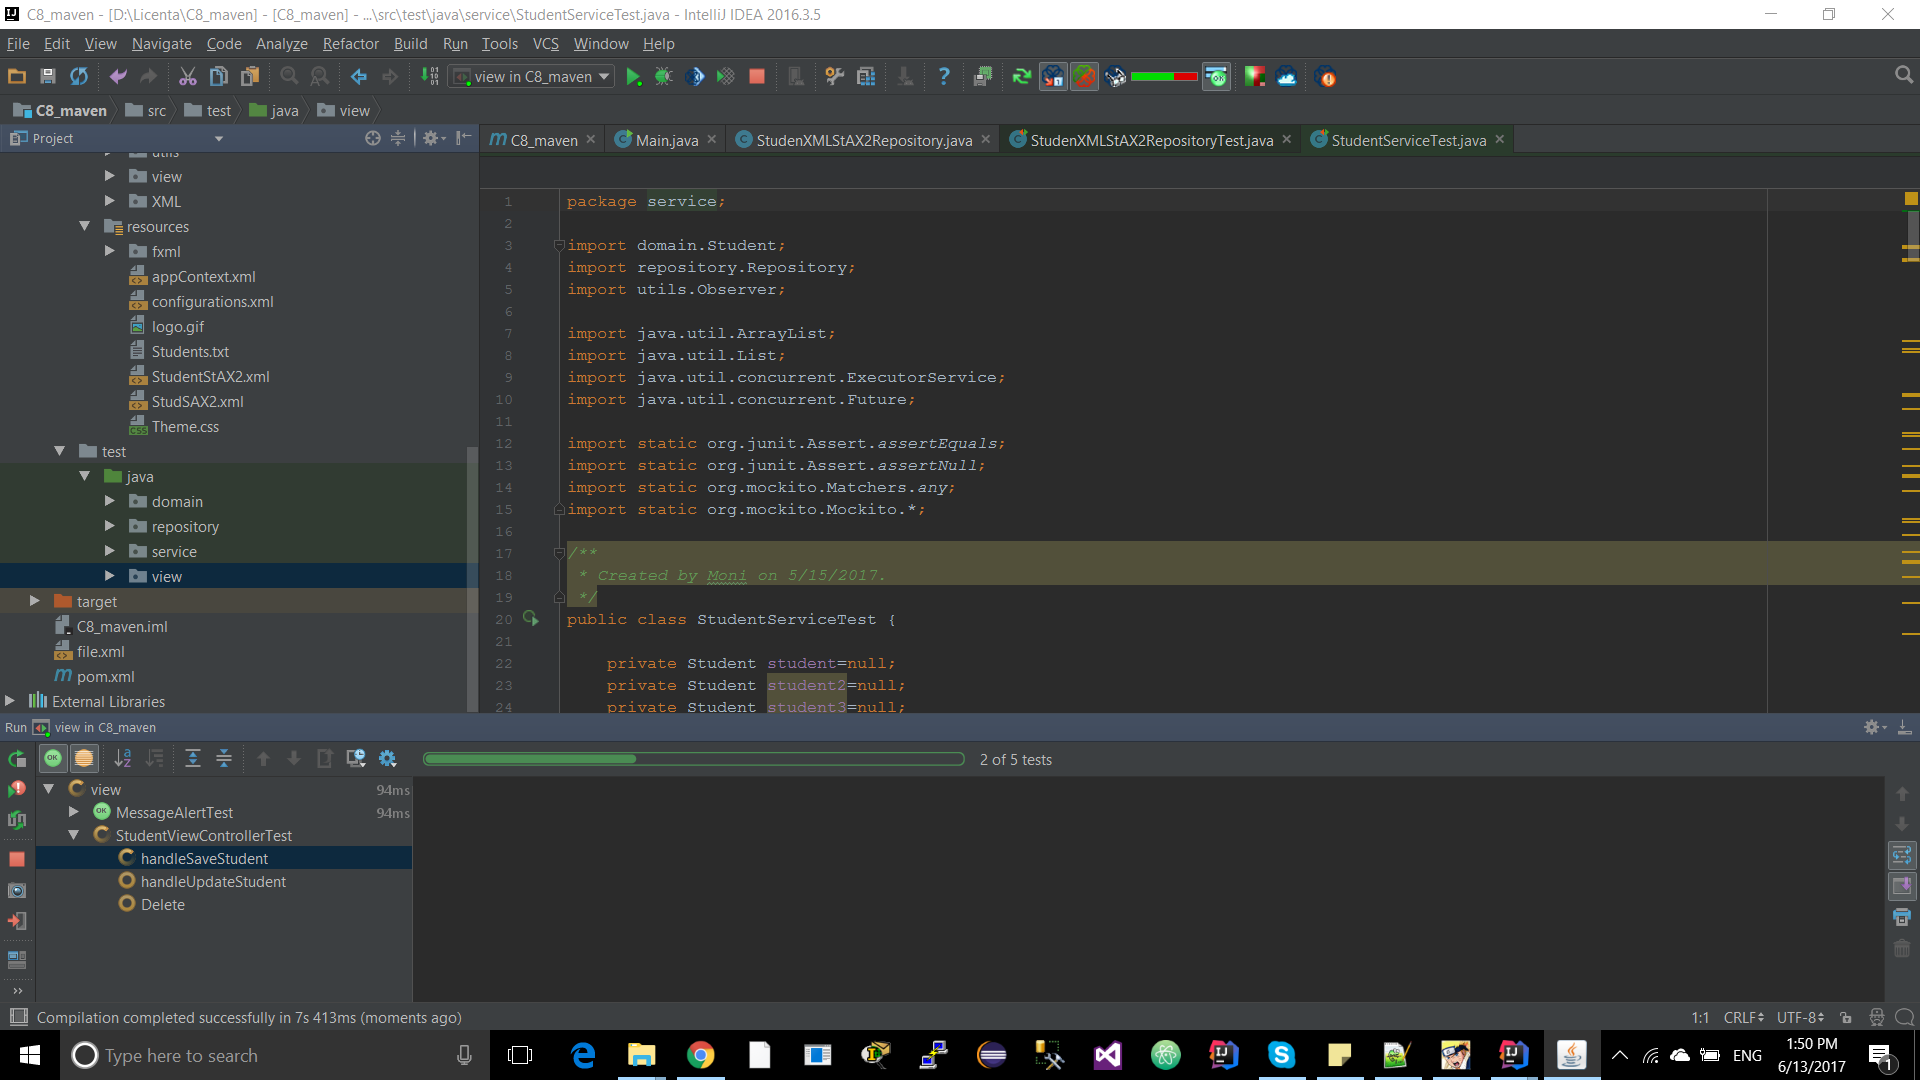 C8_maven - [D:\Licenta\C8_maven] - [C8_maven] - ...\src\test\java\service\StudentServiceTest.java - IntelliJ IDEA 2016.3.5
File Edit View Navigate Code Analyze Refactor Build Run Tools VCS Window Help
view in C8_maven
C8_maven src test java view
Project
C8_maven Main.java StudenXMLStAX2Repository.java StudenXMLStAX2RepositoryTest.java StudentServiceTest.java
utils
view
XML
resources
fxml
appContext.xml
configurations.xml
logo.gif
Students.txt
StudentStAX2.xml
StudSAX2.xml
Theme.css
test
java
domain
repository
service
view
target
C8_maven.iml
file.xml
pom.xml
External Libraries
1 package service;
2
3 import domain.Student;
4 import repository.Repository;
5 import utils.Observer;
6
7 import java.util.ArrayList;
8 import java.util.List;
9 import java.util.concurrent.ExecutorService;
10 import java.util.concurrent.Future;
11
12 import static org.junit.Assert.assertEquals;
13 import static org.junit.Assert.assertNull;
14 import static org.mockito.Matchers.any;
15 import static org.mockito.Mockito.*;
16
17 /**
18 * Created by Moni on 5/15/2017.
19 */
20 public class StudentServiceTest {
21
22 private Student student=null;
23 private Student student2=null;
24 private Student student3=null;
Run view in C8_maven
2 of 5 tests
view 94ms
MessageAlertTest 94ms
StudentViewControllerTest
handleSaveStudent
handleUpdateStudent
Delete
Compilation completed successfully in 7s 413ms (moments ago)
1:1 CRLF UTF-8
Type here to search
ENG
1:50 PM
6/13/2017
1